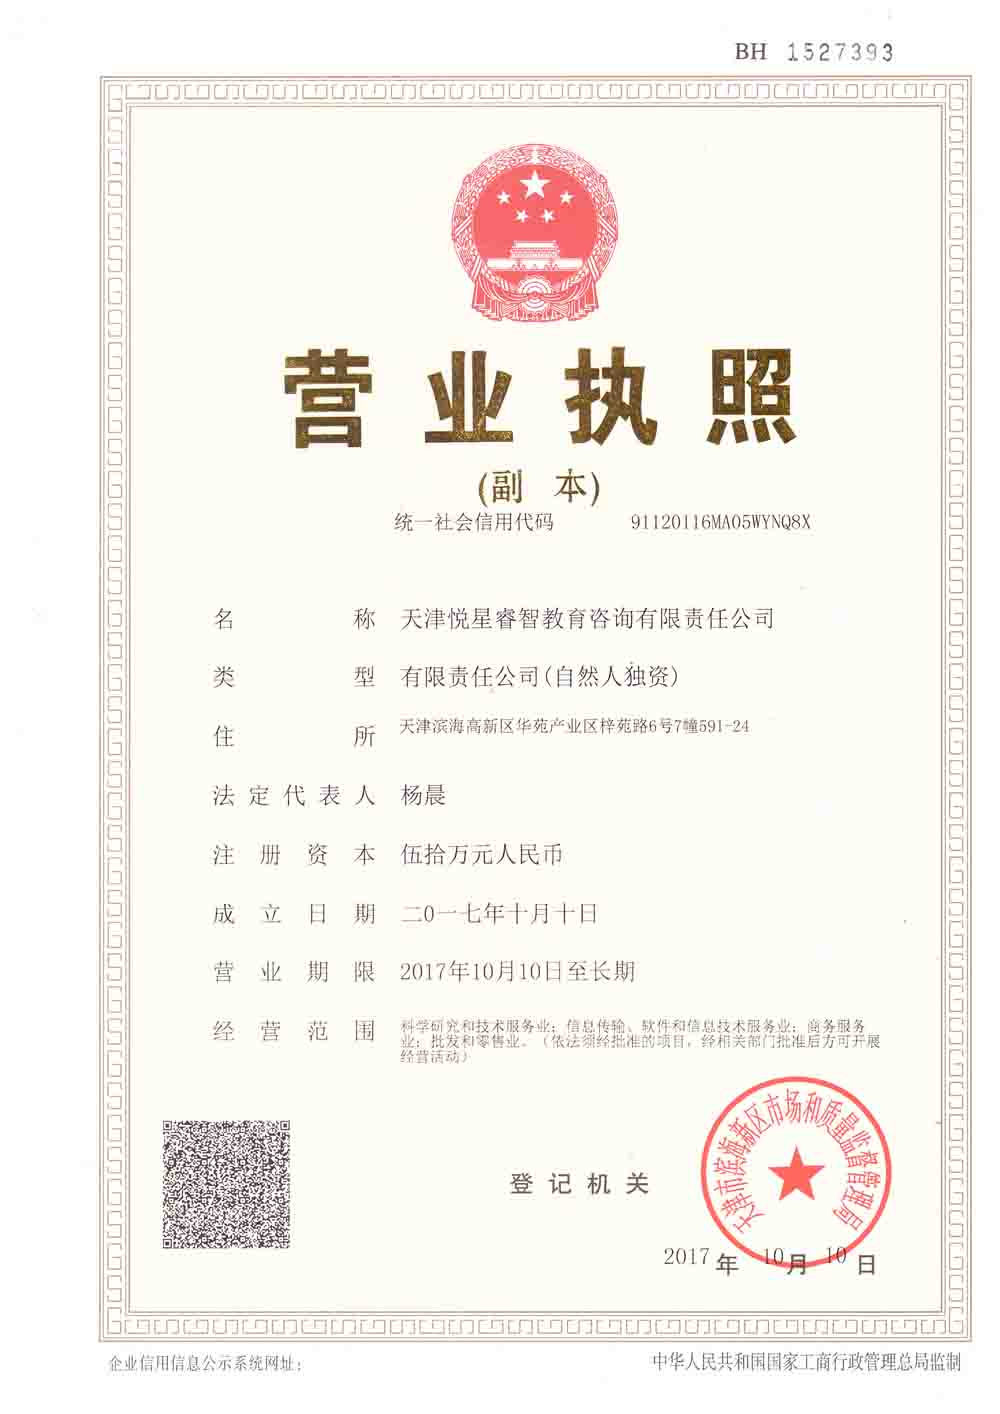 BH 1527393
营业执照
(副 本)
统一社会信用代码 91120116MA05WYNQ8X
名 称 天津悦星睿智教育咨询有限责任公司
类 型 有限责任公司(自然人独资)
住 所 天津滨海高新区华苑产业区梓苑路6号7幢591-24
法定代表人 杨晨
注 册 资 本 伍拾万元人民币
成 立 日 期 二0一七年十月十日
营 业 期 限 2017年10月10日至长期
经 营 范 围 科学研究和技术服务业；信息传输、软件和信息技术服务业；商务服务
业；批发和零售业。（依法须经批准的项目，经相关部门批准后方可开展
经营活动）
天津市滨海新区市场和质量监督管理局
登 记 机 关
2017 年 10 月 10 日
企业信用信息公示系统网址：
中华人民共和国国家工商行政管理总局监制